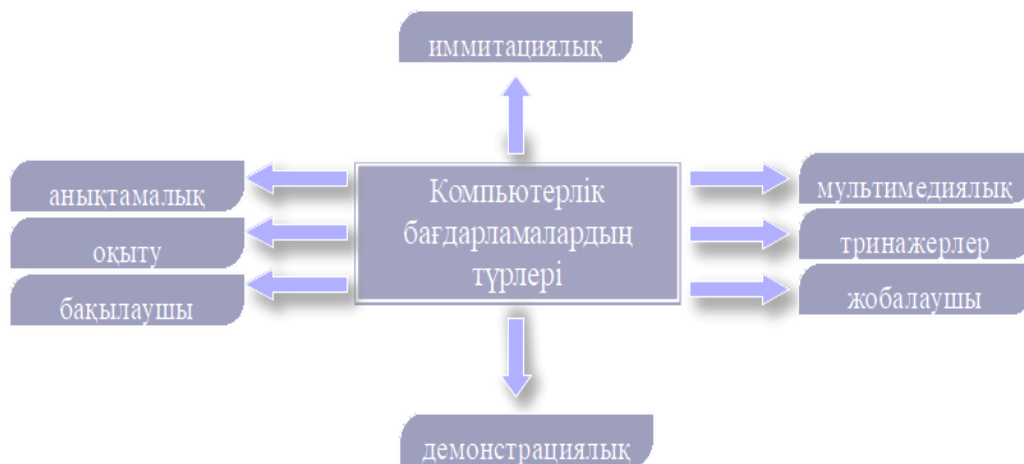 иммитациялық
анықтамалық
оқыту
бақылаушы
Компьютерлік
бағдарламалардың
түрлері
мультимедиялық
тринажерлер
жобалаушы
демонстрациялық